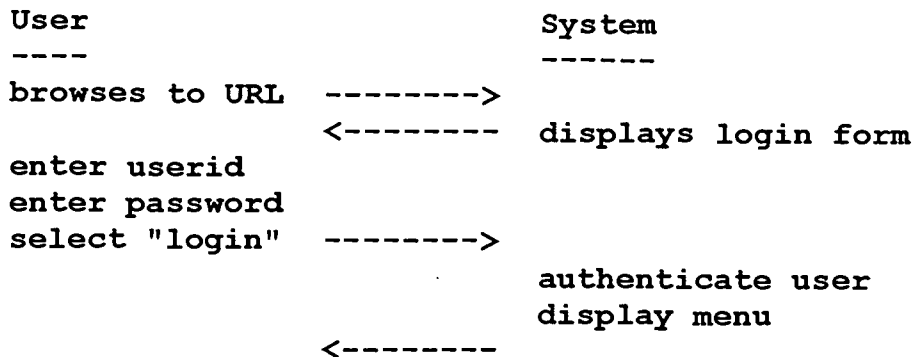 User                          System
----                          ------
browses to URL  -------->
                <--------  displays login form
enter userid
enter password
select "login"  -------->
                           authenticate user
                           display menu
                <--------